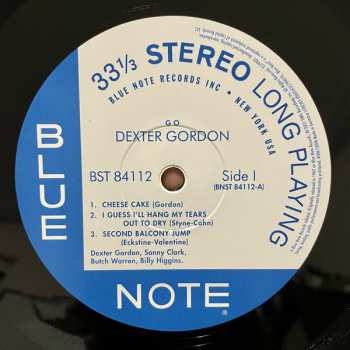 33 1/3 STEREO LONG PLAYING
BLUE NOTE RECORDS INC • NEW YORK USA
GO
DEXTER GORDON
BST 84112
Side 1
(BNST 84112-A)
1. CHEESE CAKE (Gordon)
2. I GUESS I'LL HANG MY TEARS
OUT TO DRY (Styne-Cahn)
3. SECOND BALCONY JUMP
(Eckstine-Valentine)
Dexter Gordon, Sonny Clark,
Butch Warren, Billy Higgins.
BLUE
NOTE®